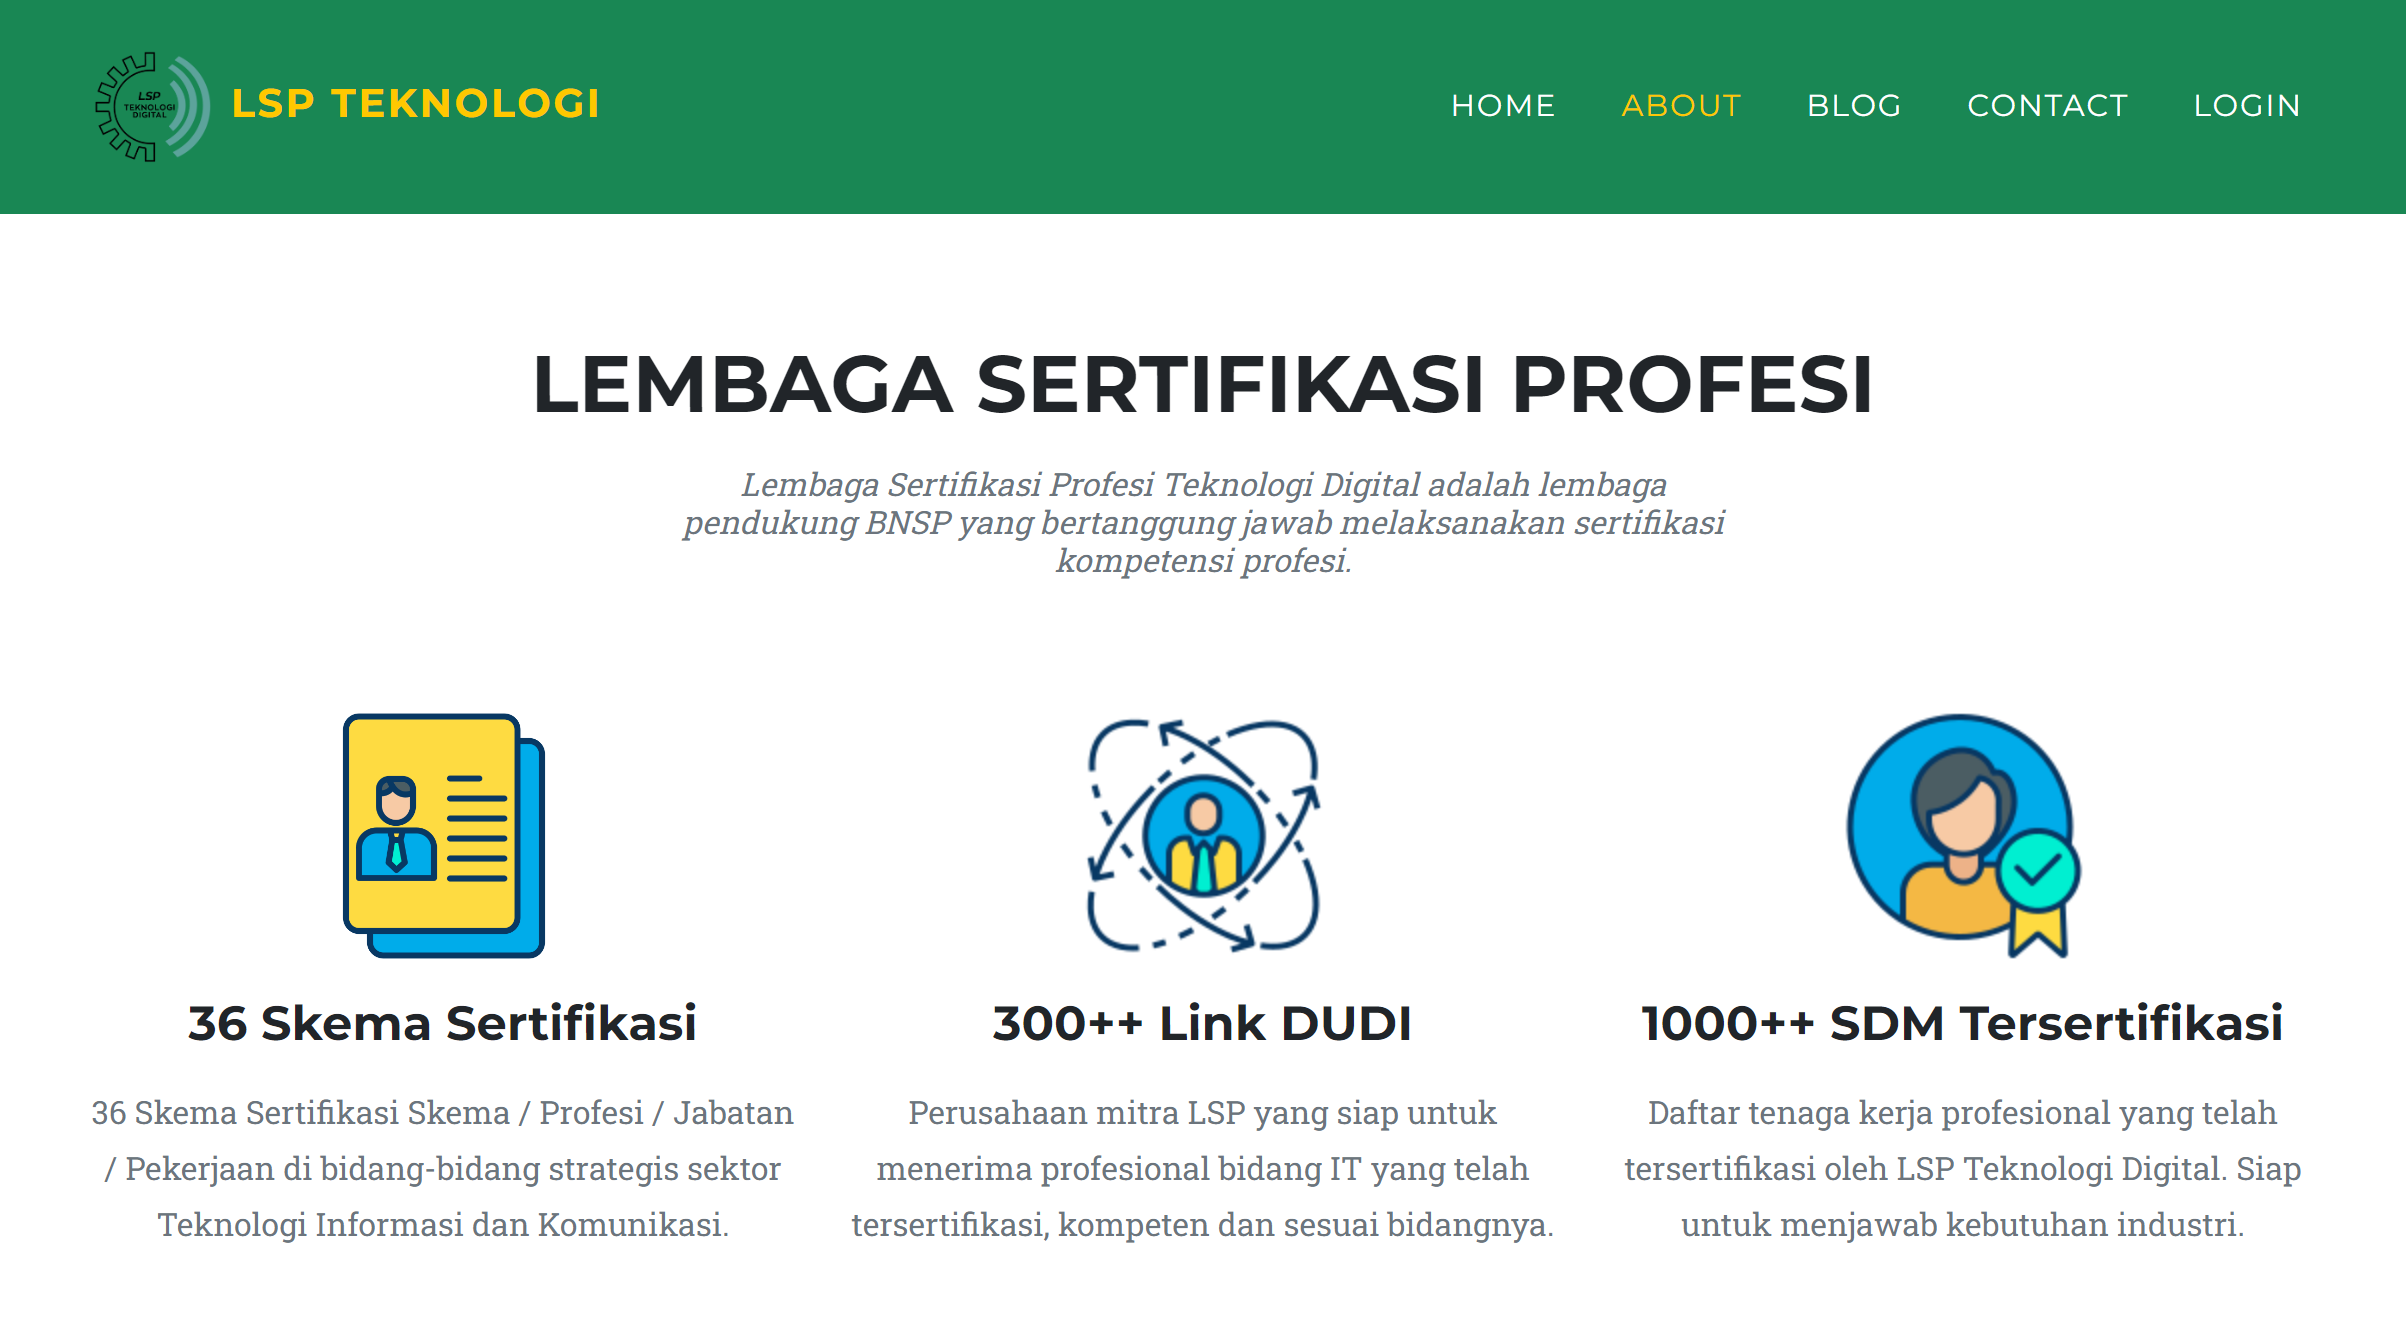 LSP
TEKNOLOGI
DIGITAL
LSP TEKNOLOGI
HOME ABOUT BLOG CONTACT LOGIN
LEMBAGA SERTIFIKASI PROFESI
Lembaga Sertifikasi Profesi Teknologi Digital adalah lembaga
pendukung BNSP yang bertanggung jawab melaksanakan sertifikasi
kompetensi profesi.
36 Skema Sertifikasi
36 Skema Sertifikasi Skema / Profesi / Jabatan
/ Pekerjaan di bidang-bidang strategis sektor
Teknologi Informasi dan Komunikasi.
300++ Link DUDI
Perusahaan mitra LSP yang siap untuk
menerima profesional bidang IT yang telah
tersertifikasi, kompeten dan sesuai bidangnya.
1000++ SDM Tersertifikasi
Daftar tenaga kerja profesional yang telah
tersertifikasi oleh LSP Teknologi Digital. Siap
untuk menjawab kebutuhan industri.